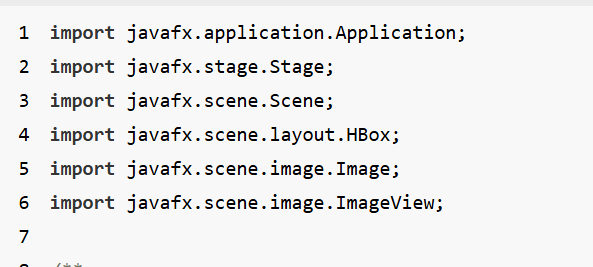 1 import javafx.application.Application;
2 import javafx.stage.Stage;
3 import javafx.scene.Scene;
4 import javafx.scene.layout.HBox;
5 import javafx.scene.image.Image;
6 import javafx.scene.image.ImageView;
7